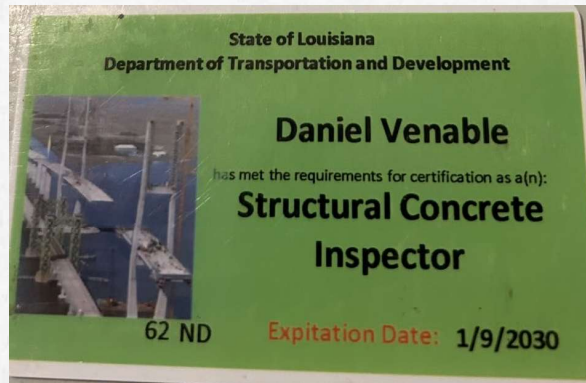 State of Louisiana
Department of Transportation and Development
Daniel Venable
has met the requirements for certification as a(n):
Structural Concrete
Inspector
62 ND
Expitation Date: 1/9/2030